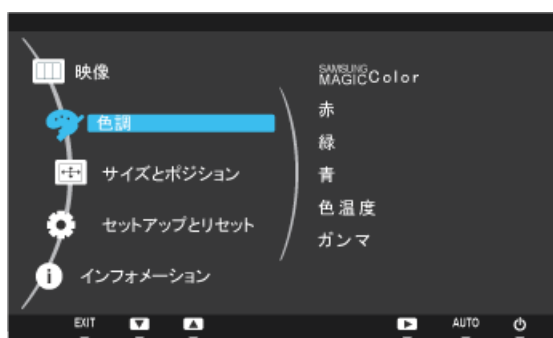 映像
色調
サイズとポジション
セットアップとリセット
インフォメーション
SAMSUNG
MAGICColor
赤
緑
青
色温度
ガンマ
EXIT
AUTO